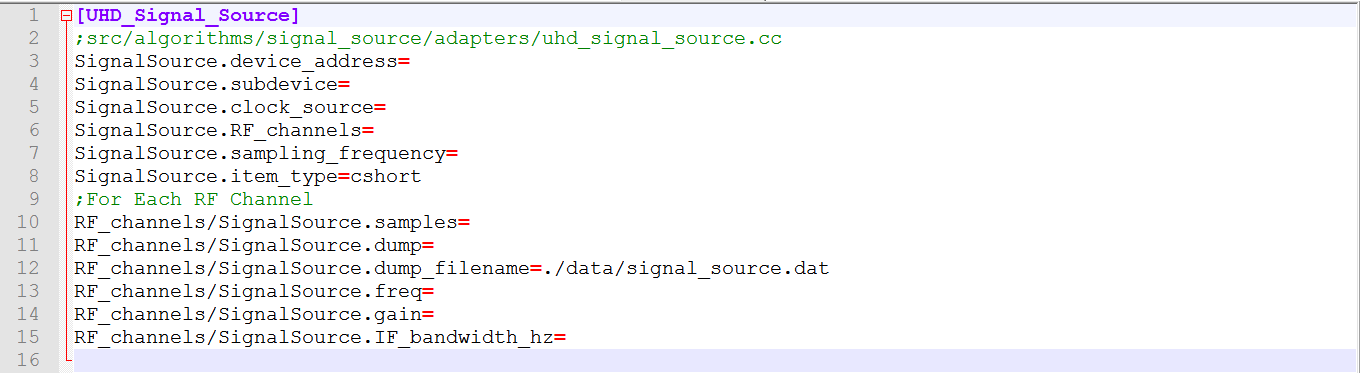 1 [UHD_Signal_Source]
2 ;src/algorithms/signal_source/adapters/uhd_signal_source.cc
3 SignalSource.device_address=
4 SignalSource.subdevice=
5 SignalSource.clock_source=
6 SignalSource.RF_channels=
7 SignalSource.sampling_frequency=
8 SignalSource.item_type=cshort
9 ;For Each RF Channel
10 RF_channels/SignalSource.samples=
11 RF_channels/SignalSource.dump=
12 RF_channels/SignalSource.dump_filename=./data/signal_source.dat
13 RF_channels/SignalSource.freq=
14 RF_channels/SignalSource.gain=
15 RF_channels/SignalSource.IF_bandwidth_hz=
16